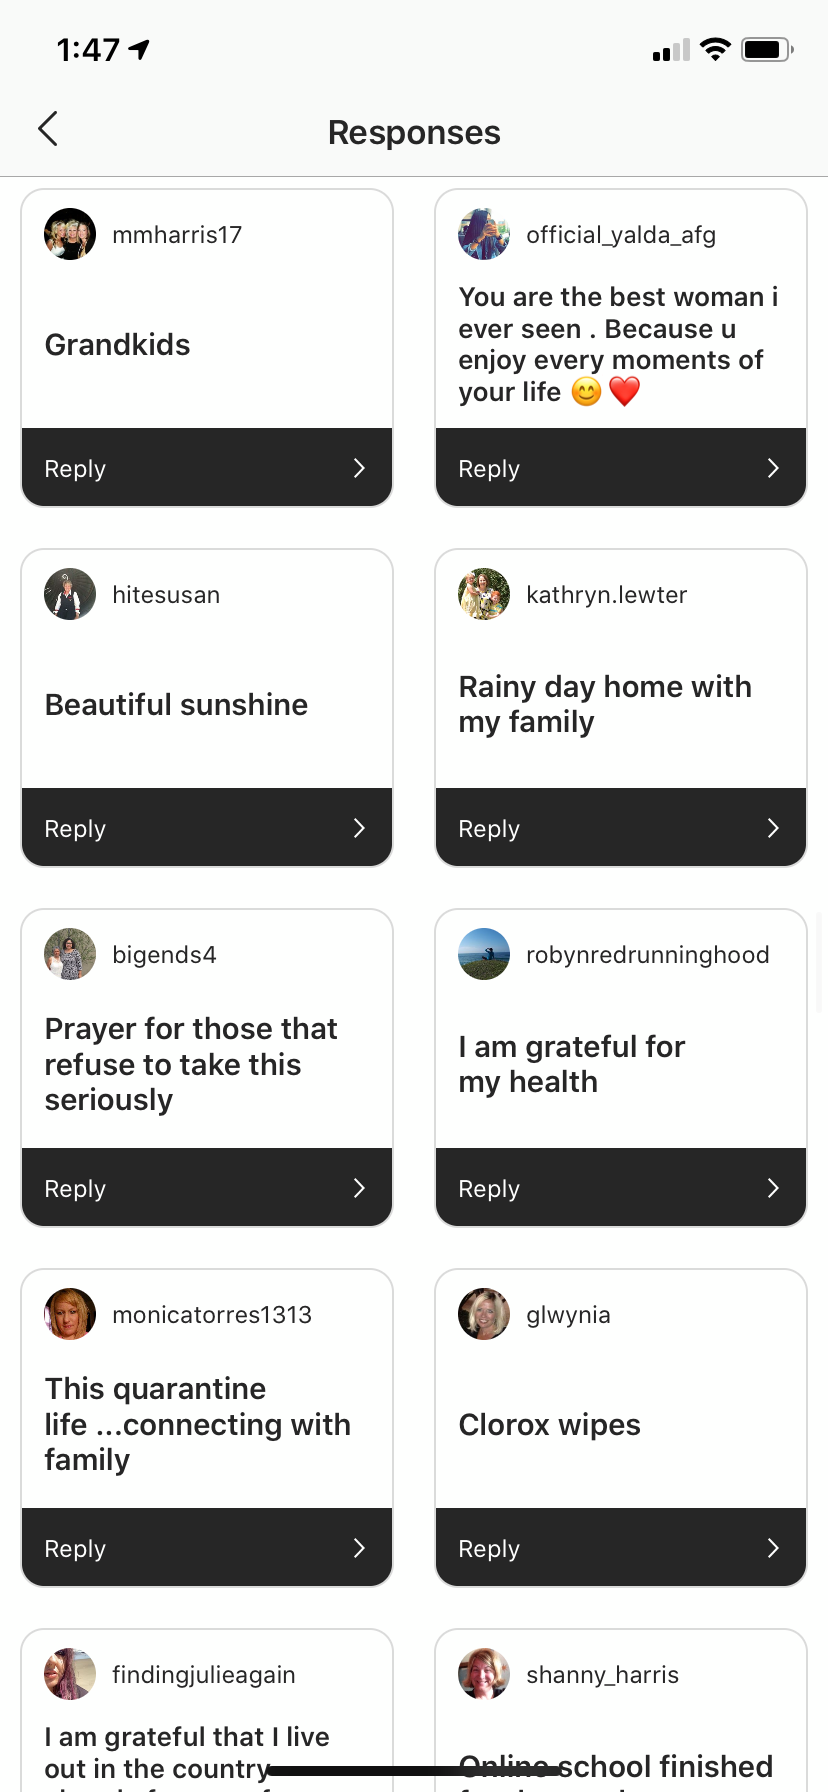 1:47
Responses
mmharris17
Grandkids
Reply
official_yalda_afg
You are the best woman i
ever seen . Because u
enjoy every moments of
your life 😊❤️
Reply
hitesusan
Beautiful sunshine
Reply
kathryn.lewter
Rainy day home with
my family
Reply
bigends4
Prayer for those that
refuse to take this
seriously
Reply
robynredrunninghood
I am grateful for
my health
Reply
monicatorres1313
This quarantine
life ...connecting with
family
Reply
glwynia
Clorox wipes
Reply
findingjulieagain
I am grateful that I live
out in the country
shanny_harris
Online school finished